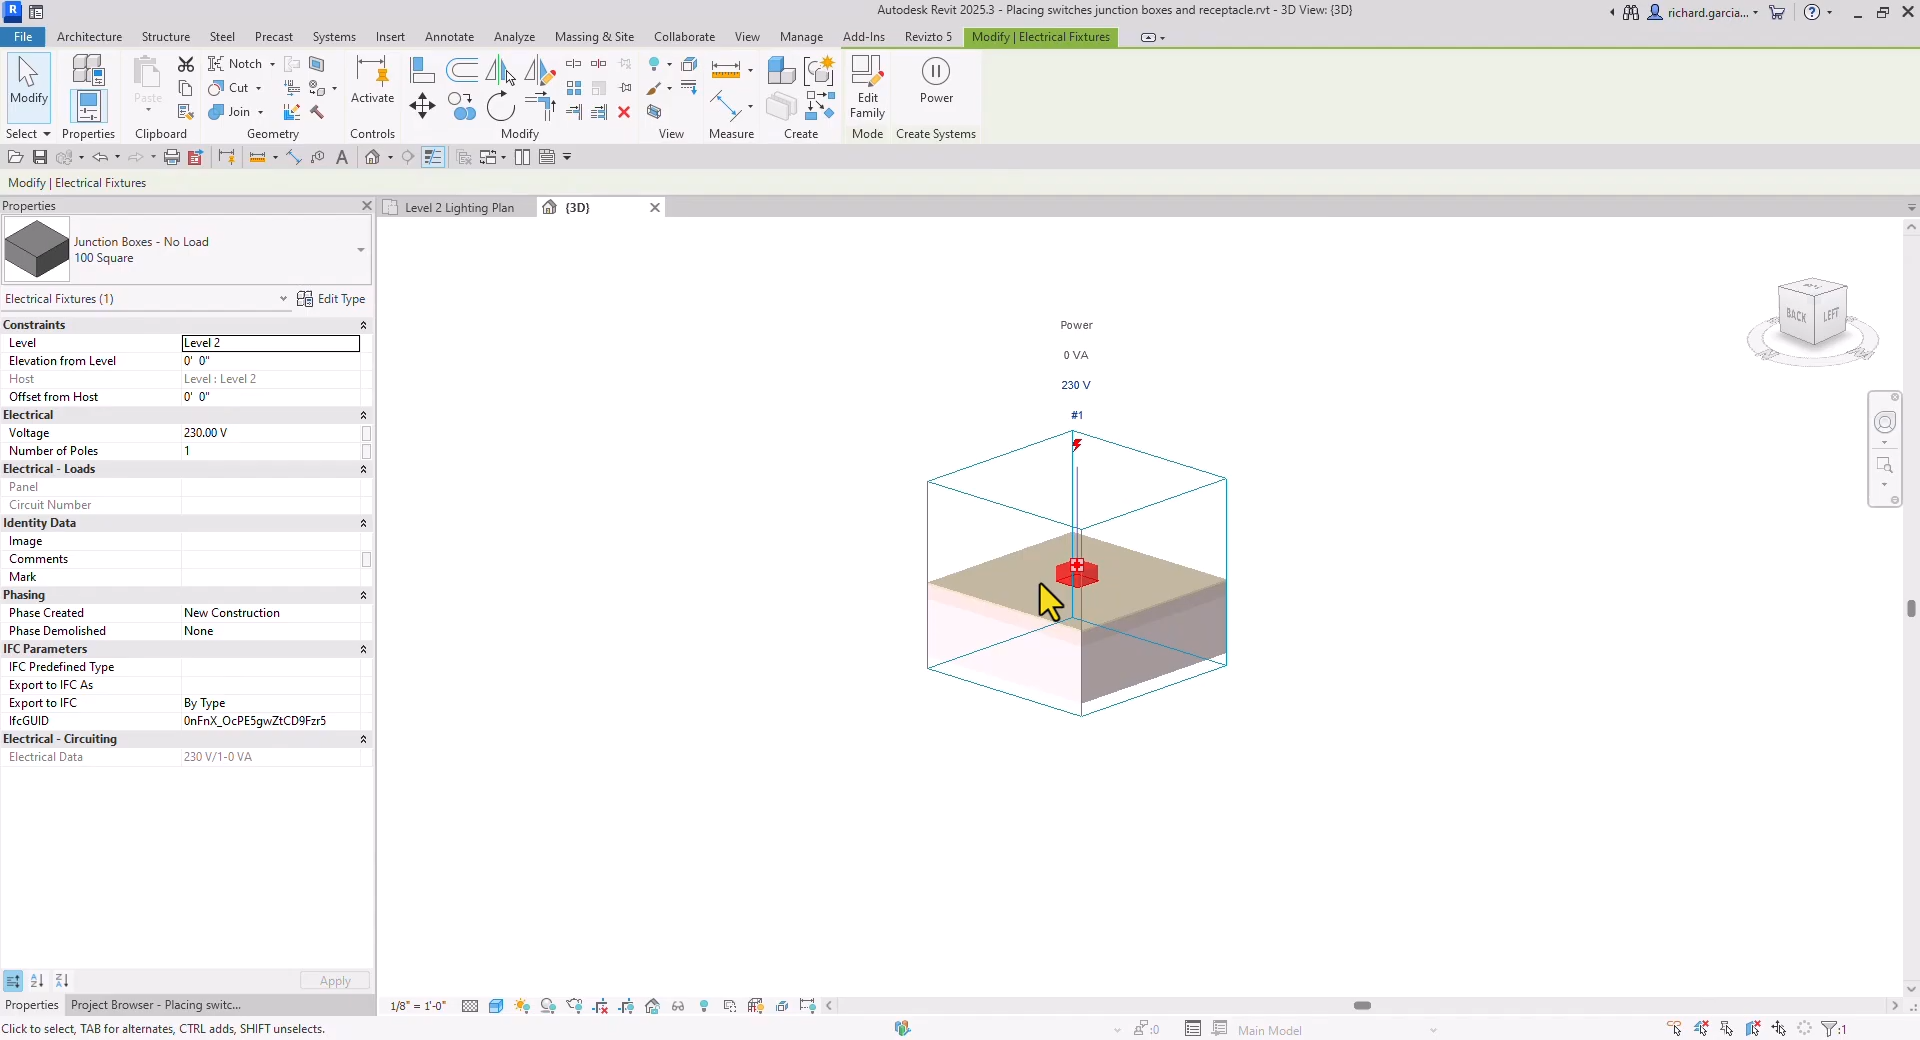 Autodesk Revit 2025.3 - Placing switches junction boxes and receptacle.rvt - 3D View: {3D}
richard.garcia...
File Architecture Structure Steel Precast Systems Insert Annotate Analyze Massing & Site Collaborate View Manage Add-Ins Revizto 5 Modify | Electrical Fixtures
Modify
Paste
Notch
Cut
Join
Activate
Edit
Family
Power
Select Properties Clipboard Geometry Controls Modify View Measure Create Mode Create Systems
Modify | Electrical Fixtures
Properties
Level 2 Lighting Plan
{3D}
Junction Boxes - No Load
100 Square
Electrical Fixtures (1)
Edit Type
Constraints
Level Level 2
Elevation from Level 0' 0"
Host Level : Level 2
Offset from Host 0' 0"
Electrical
Voltage 230.00 V
Number of Poles 1
Electrical - Loads
Panel
Circuit Number
Identity Data
Image
Comments
Mark
Phasing
Phase Created New Construction
Phase Demolished None
IFC Parameters
IFC Predefined Type
Export to IFC As
Export to IFC By Type
IfcGUID 0nFnX_OcPE5gwZtCD9Fzr5
Electrical - Circuiting
Electrical Data 230 V/1-0 VA
Power
0 VA
230 V
#1
BACK LEFT
Apply
Properties Project Browser - Placing switc...
1/8" = 1'-0"
Click to select, TAB for alternates, CTRL adds, SHIFT unselects.
:0
Main Model
:1